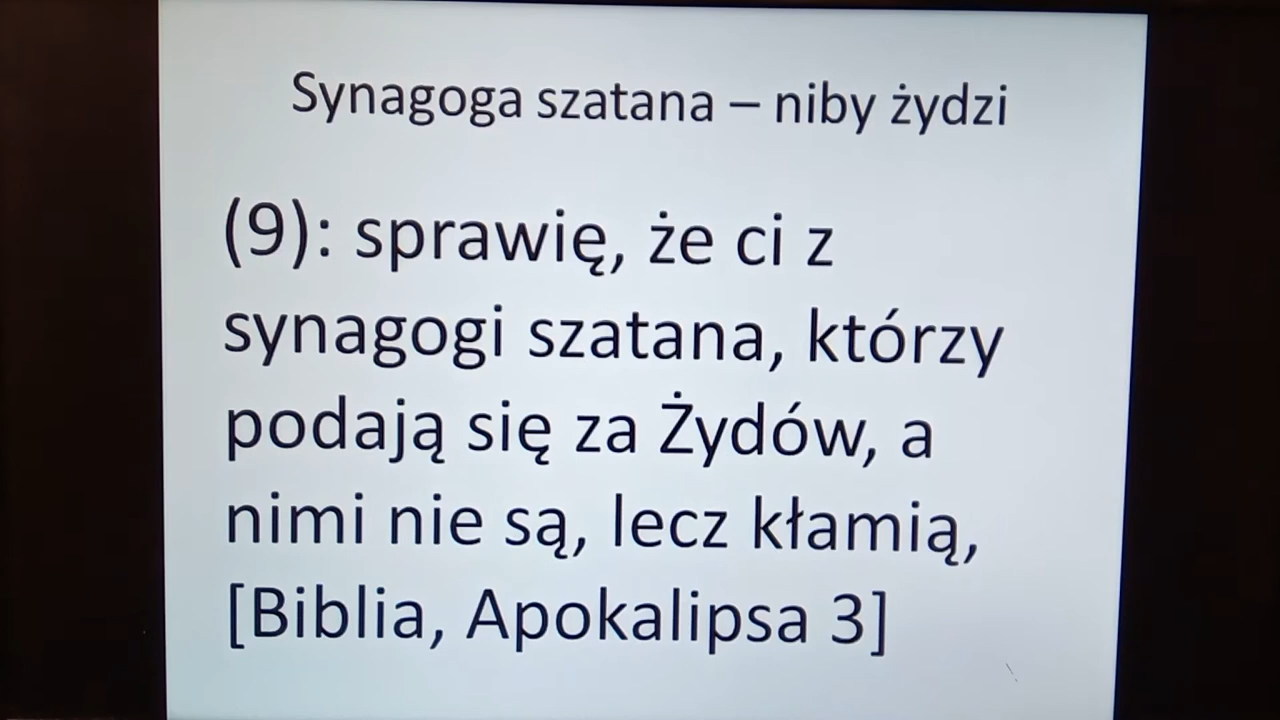 Synagoga szatana – niby żydzi
(9): sprawię, że ci z
synagogi szatana, którzy
podają się za Żydów, a
nimi nie są, lecz kłamią,
[Biblia, Apokalipsa 3]